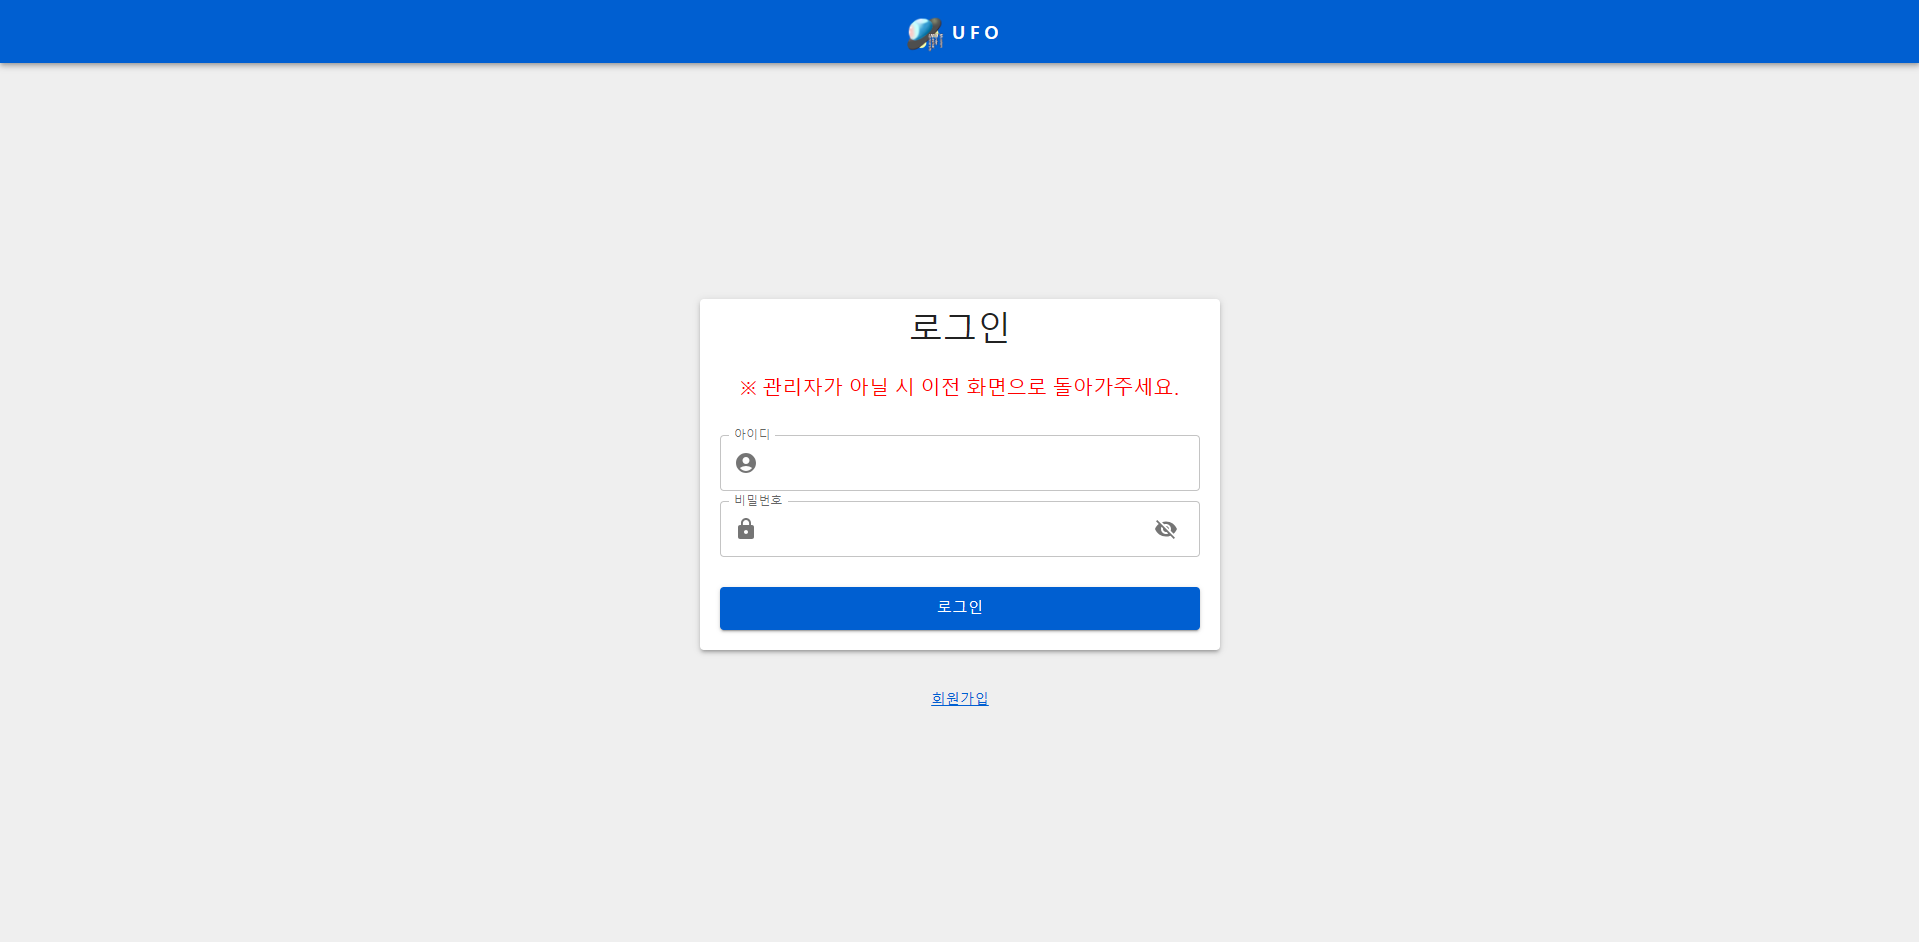 UFO
로그인
※ 관리자가 아닐 시 이전 화면으로 돌아가주세요.
아이디
비밀번호
로그인
회원가입